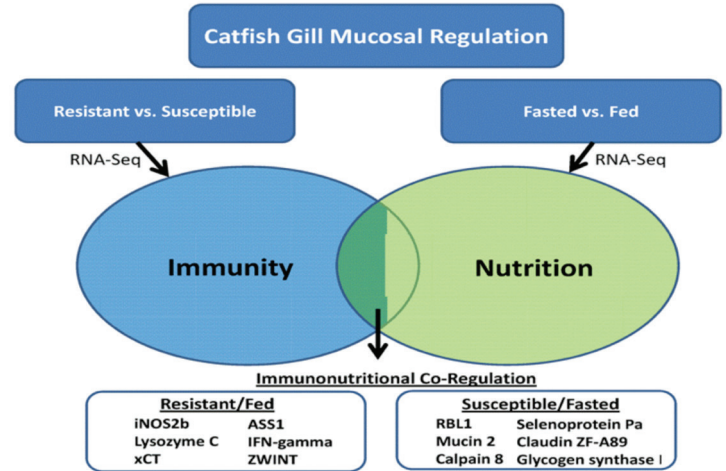 Catfish Gill Mucosal Regulation
Resistant vs. Susceptible
Fasted vs. Fed
RNA-Seq
RNA-Seq
Immunity
Nutrition
Immunonutritional Co-Regulation
Resistant/Fed
iNOS2b ASS1
Lysozyme C IFN-gamma
xCT ZWINT
Susceptible/Fasted
RBL1 Selenoprotein Pa
Mucin 2 Claudin ZF-A89
Calpain 8 Glycogen synthase I